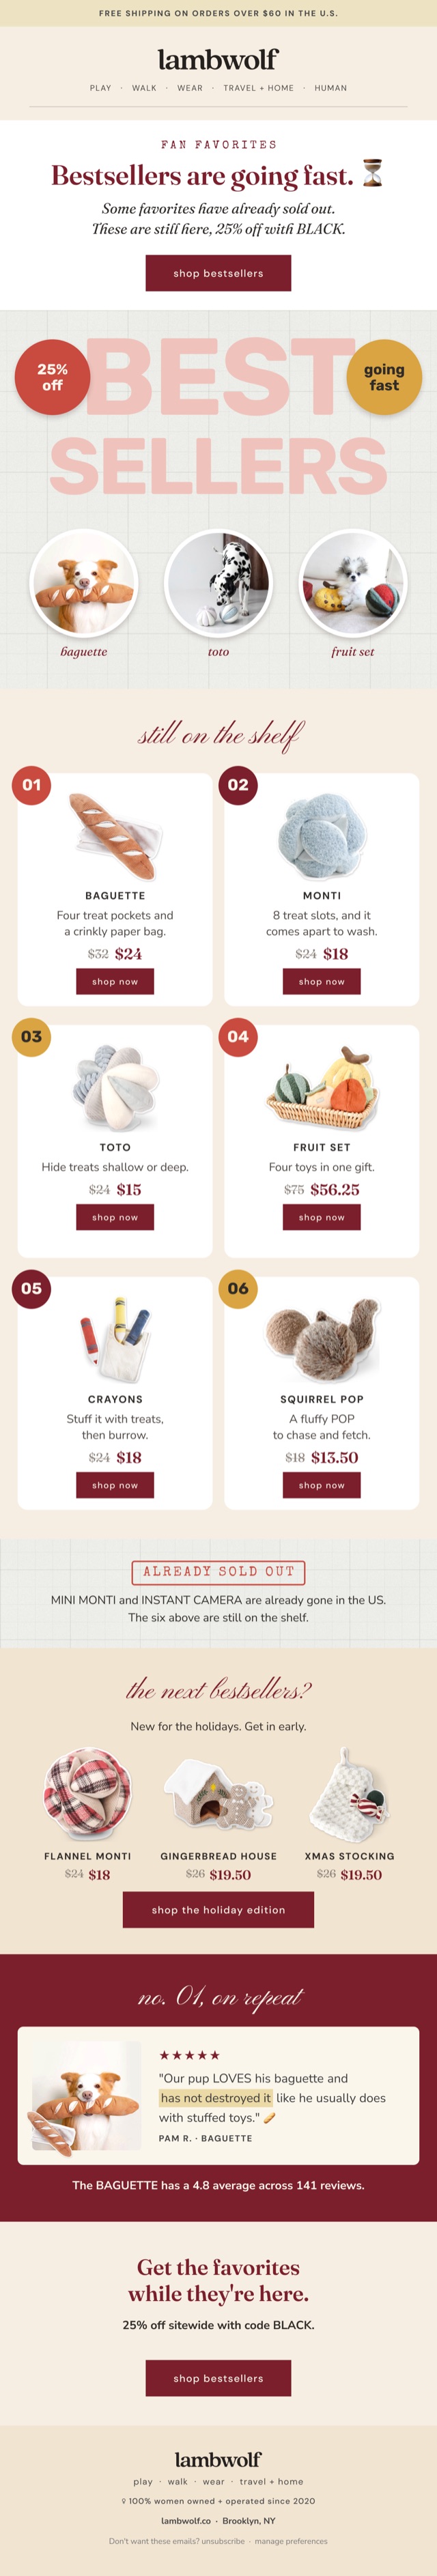 FREE SHIPPING ON ORDERS OVER $60 IN THE U.S.
lambwolf
PLAY · WALK · WEAR · TRAVEL + HOME · HUMAN
FAN FAVORITES
Bestsellers are going fast. ⏳
Some favorites have already sold out.
These are still here, 25% off with BLACK.
shop bestsellers
25%
off
BEST
going
fast
SELLERS
baguette
toto
fruit set
still on the shelf
01
BAGUETTE
Four treat pockets and
a crinkly paper bag.
$32 $24
shop now
02
MONTI
8 treat slots, and it
comes apart to wash.
$24 $18
shop now
03
TOTO
Hide treats shallow or deep.
$24 $15
shop now
04
FRUIT SET
Four toys in one gift.
$75 $56.25
shop now
05
CRAYONS
Stuff it with treats,
then burrow.
$24 $18
shop now
06
SQUIRREL POP
A fluffy POP
to chase and fetch.
$18 $13.50
shop now
ALREADY SOLD OUT
MINI MONTI and INSTANT CAMERA are already gone in the US.
The six above are still on the shelf.
the next bestsellers?
New for the holidays. Get in early.
FLANNEL MONTI
$24 $18
GINGERBREAD HOUSE
$26 $19.50
XMAS STOCKING
$26 $19.50
shop the holiday edition
no. 01, on repeat
★★★★★
"Our pup LOVES his baguette and
has not destroyed it like he usually does
with stuffed toys." 🥖
PAM R. · BAGUETTE
The BAGUETTE has a 4.8 average across 141 reviews.
Get the favorites
while they're here.
25% off sitewide with code BLACK.
shop bestsellers
lambwolf
play · walk · wear · travel + home
♀ 100% women owned + operated since 2020
lambwolf.co · Brooklyn, NY
Don't want these emails? unsubscribe · manage preferences